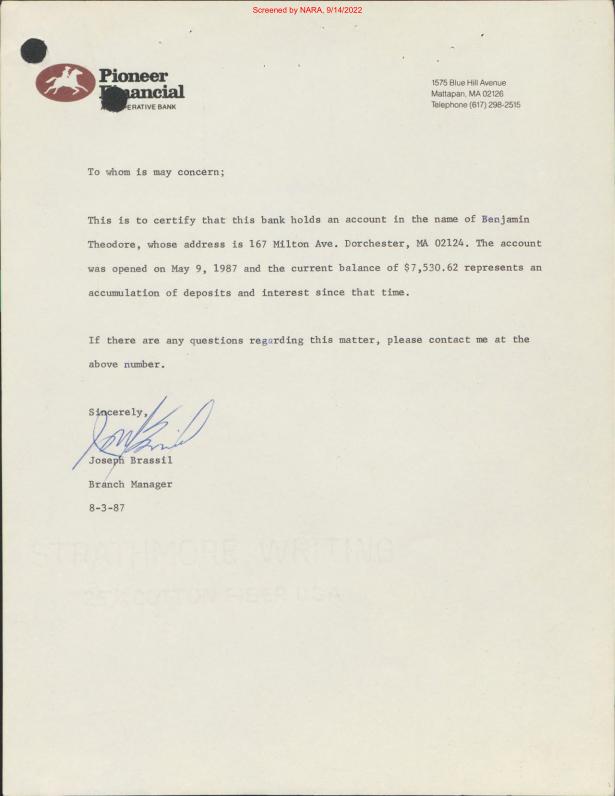 Screened by NARA, 9/14/2022
Pioneer
Financial
ERATIVE BANK
1575 Blue Hill Avenue
Mattapan, MA 02126
Telephone (617) 298-2515
To whom is may concern;
This is to certify that this bank holds an account in the name of Benjamin
Theodore, whose address is 167 Milton Ave. Dorchester, MA 02124. The account
was opened on May 9, 1987 and the current balance of $7,530.62 represents an
accumulation of deposits and interest since that time.
If there are any questions regarding this matter, please contact me at the
above number.
Sincerely,
Joseph Brassil
Branch Manager
8-3-87
STRATHMORE WRITING
25% COTTON FIBER USA